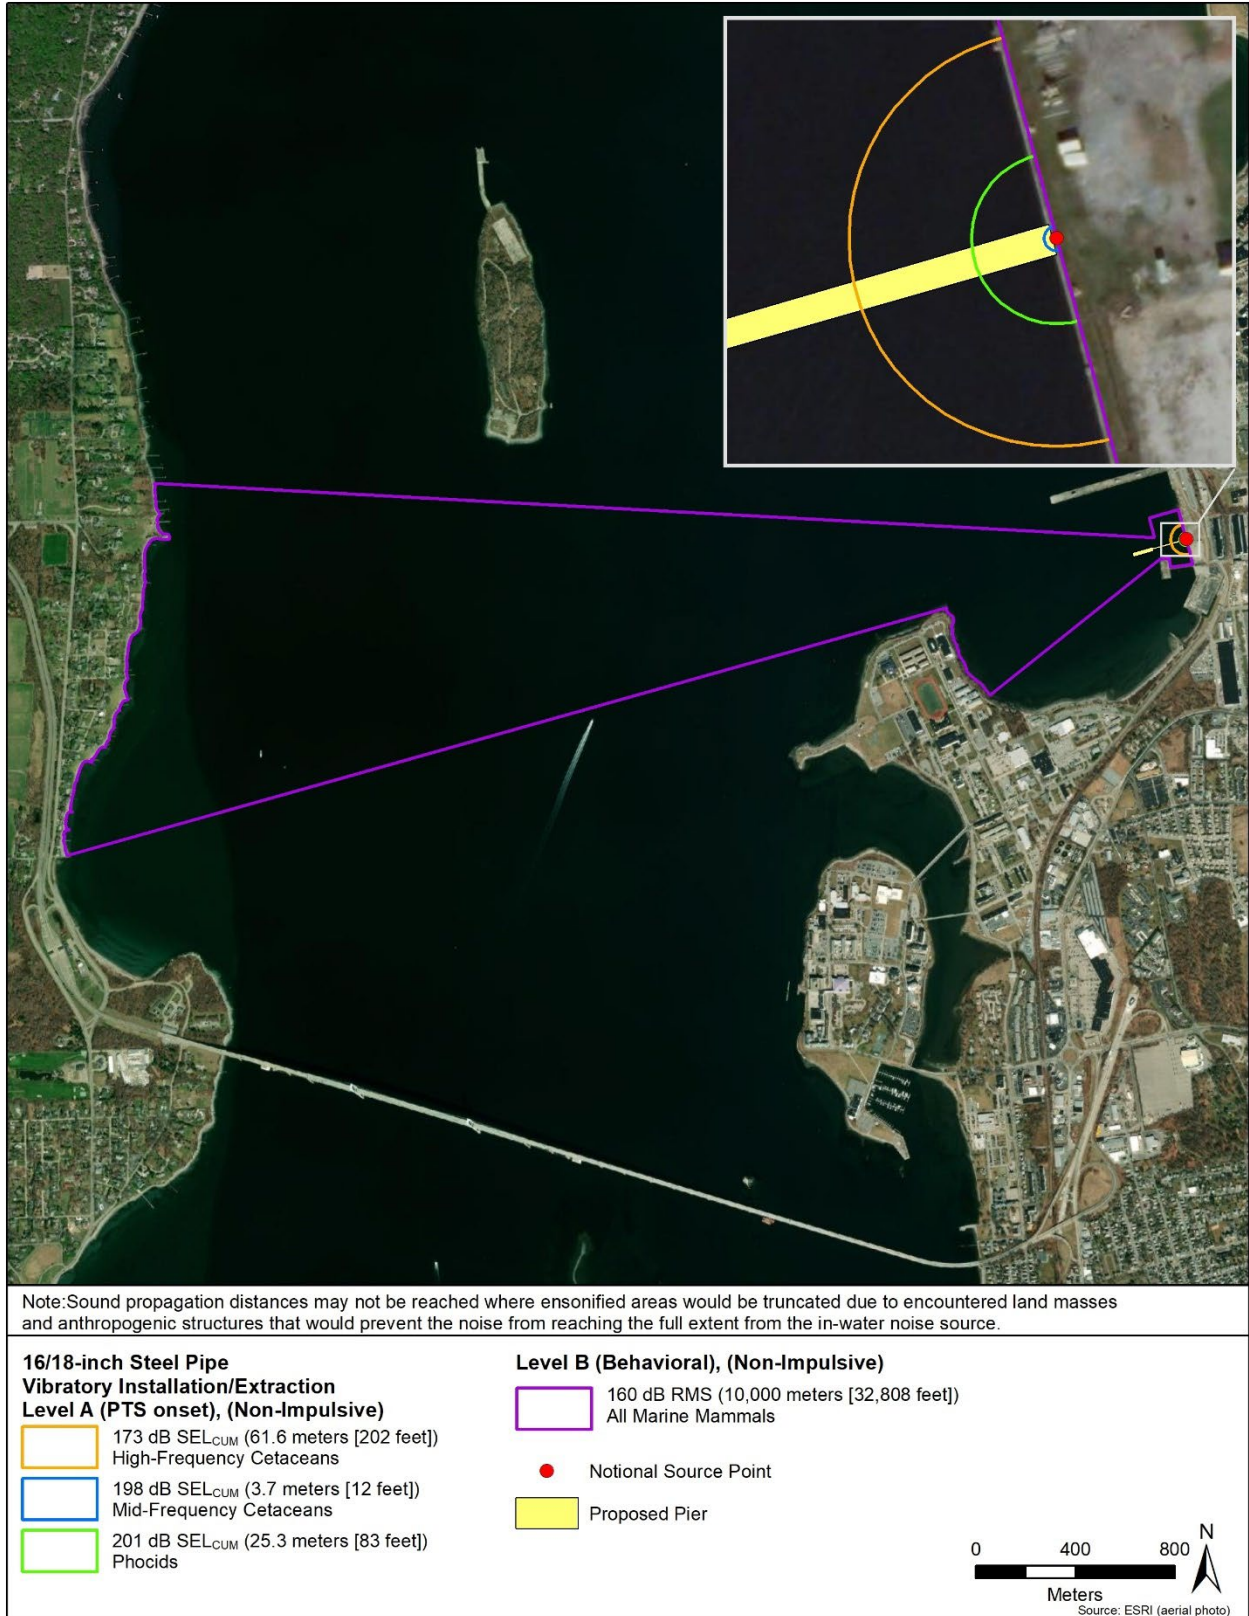 Note:Sound propagation distances may not be reached where ensonified areas would be truncated due to encountered land masses
and anthropogenic structures that would prevent the noise from reaching the full extent from the in-water noise source.
16/18-inch Steel Pipe
Vibratory Installation/Extraction
Level A (PTS onset), (Non-Impulsive)
173 dB SELCUM (61.6 meters [202 feet])
High-Frequency Cetaceans
198 dB SELCUM (3.7 meters [12 feet])
Mid-Frequency Cetaceans
201 dB SELCUM (25.3 meters [83 feet])
Phocids
Level B (Behavioral), (Non-Impulsive)
160 dB RMS (10,000 meters [32,808 feet])
All Marine Mammals
Notional Source Point
Proposed Pier
0 400 800
Meters
N
Source: ESRI (aerial photo)